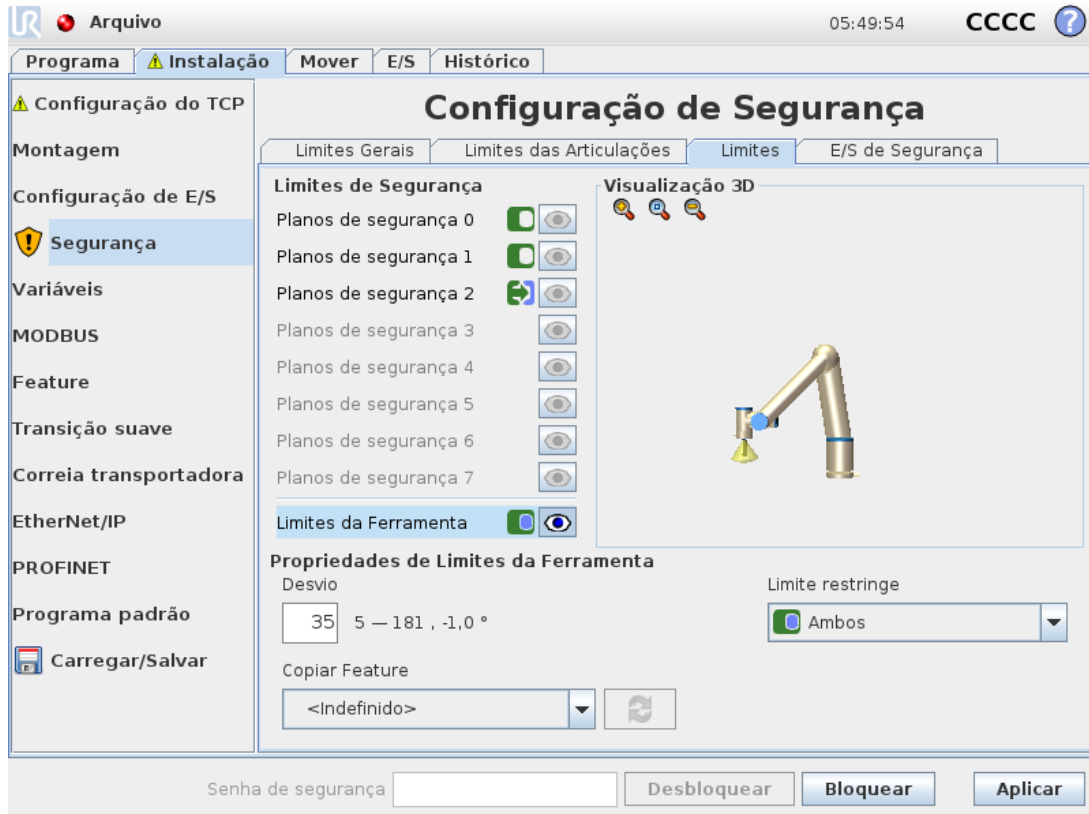 UR Arquivo 05:49:54 CCCC ?
Programa Instalação Mover E/S Histórico
Configuração do TCP
Montagem
Configuração de E/S
Segurança
Variáveis
MODBUS
Feature
Transição suave
Correia transportadora
EtherNet/IP
PROFINET
Programa padrão
Carregar/Salvar
Configuração de Segurança
Limites Gerais Limites das Articulações Limites E/S de Segurança
Limites de Segurança
Planos de segurança 0
Planos de segurança 1
Planos de segurança 2
Planos de segurança 3
Planos de segurança 4
Planos de segurança 5
Planos de segurança 6
Planos de segurança 7
Limites da Ferramenta
Visualização 3D
Propriedades de Limites da Ferramenta
Desvio
35 5 — 181 , -1,0 °
Limite restringe
Ambos
Copiar Feature
<Indefinido>
Senha de segurança Desbloquear Bloquear Aplicar